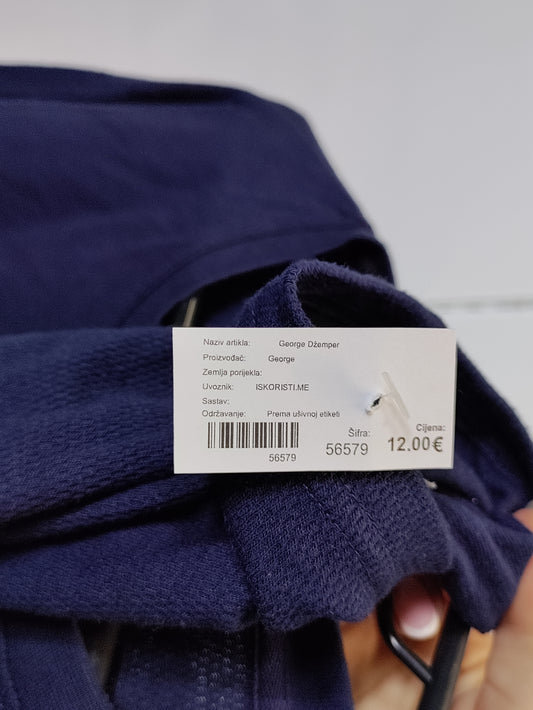 Naziv artikla: George Džemper
Proizvođač: George
Zemlja porijekla:
Uvoznik: ISKORISTI.ME
Sastav:
Održavanje: Prema ušivnoj etiketi
56579
Šifra:
56579
Cijena:
12.00€